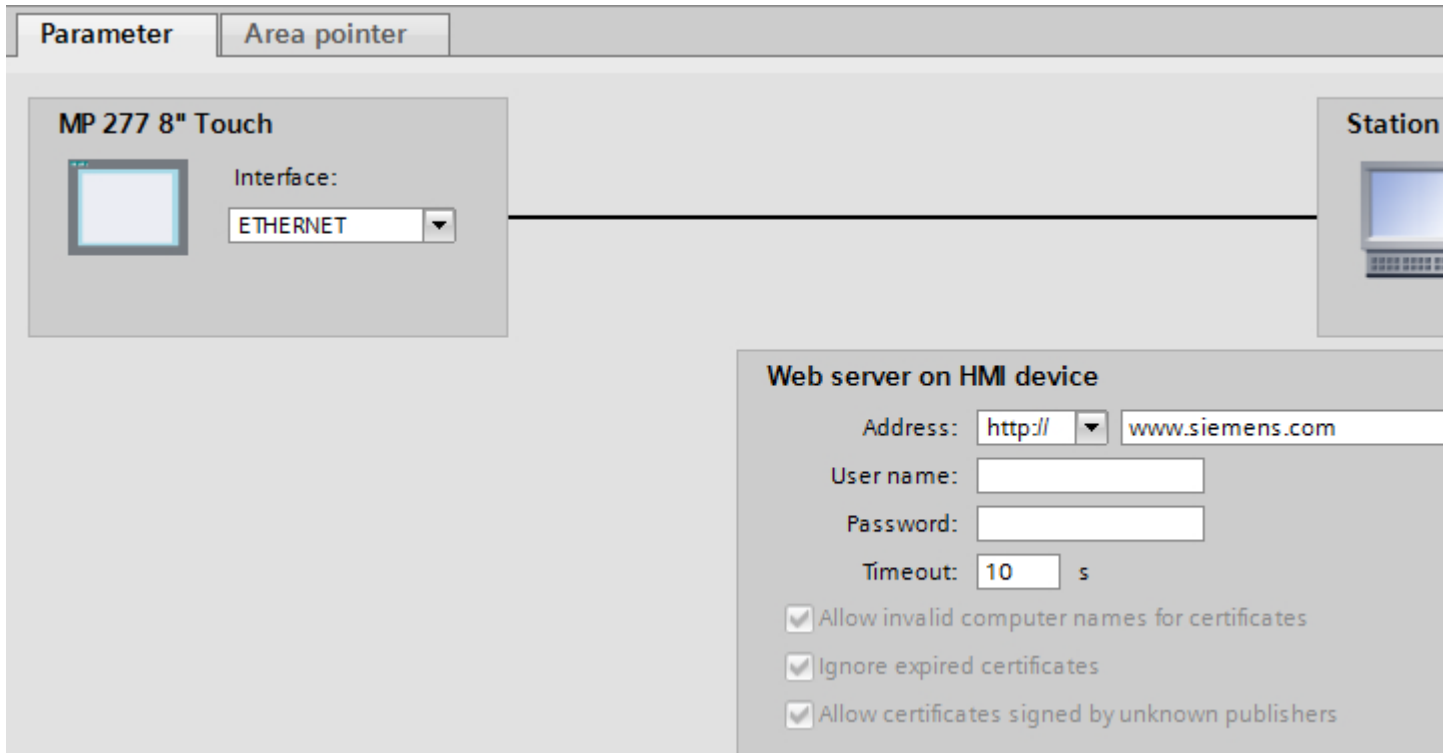 Parameter
Area pointer
MP 277 8" Touch
Interface:
ETHERNET
Station
Web server on HMI device
Address: http:// www.siemens.com
User name:
Password:
Timeout: 10 s
Allow invalid computer names for certificates
Ignore expired certificates
Allow certificates signed by unknown publishers